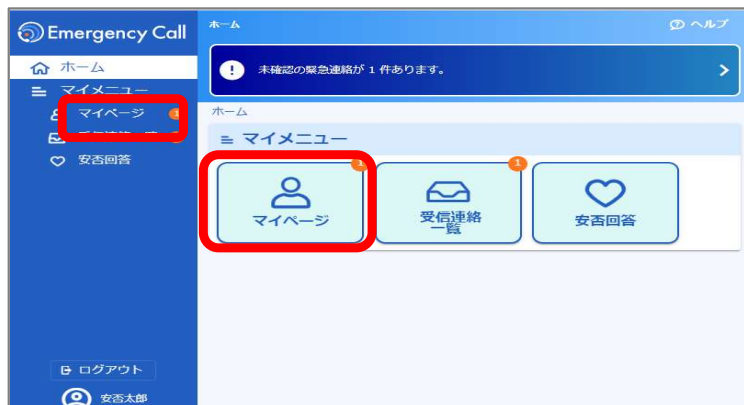 Emergency Call
ホーム
マイメニュー
マイページ
1
安否回答
ログアウト
安否太郎
ホーム
ヘルプ
未確認の緊急連絡が 1 件あります。
ホーム
マイメニュー
1
マイページ
1
受信連絡
一覧
安否回答